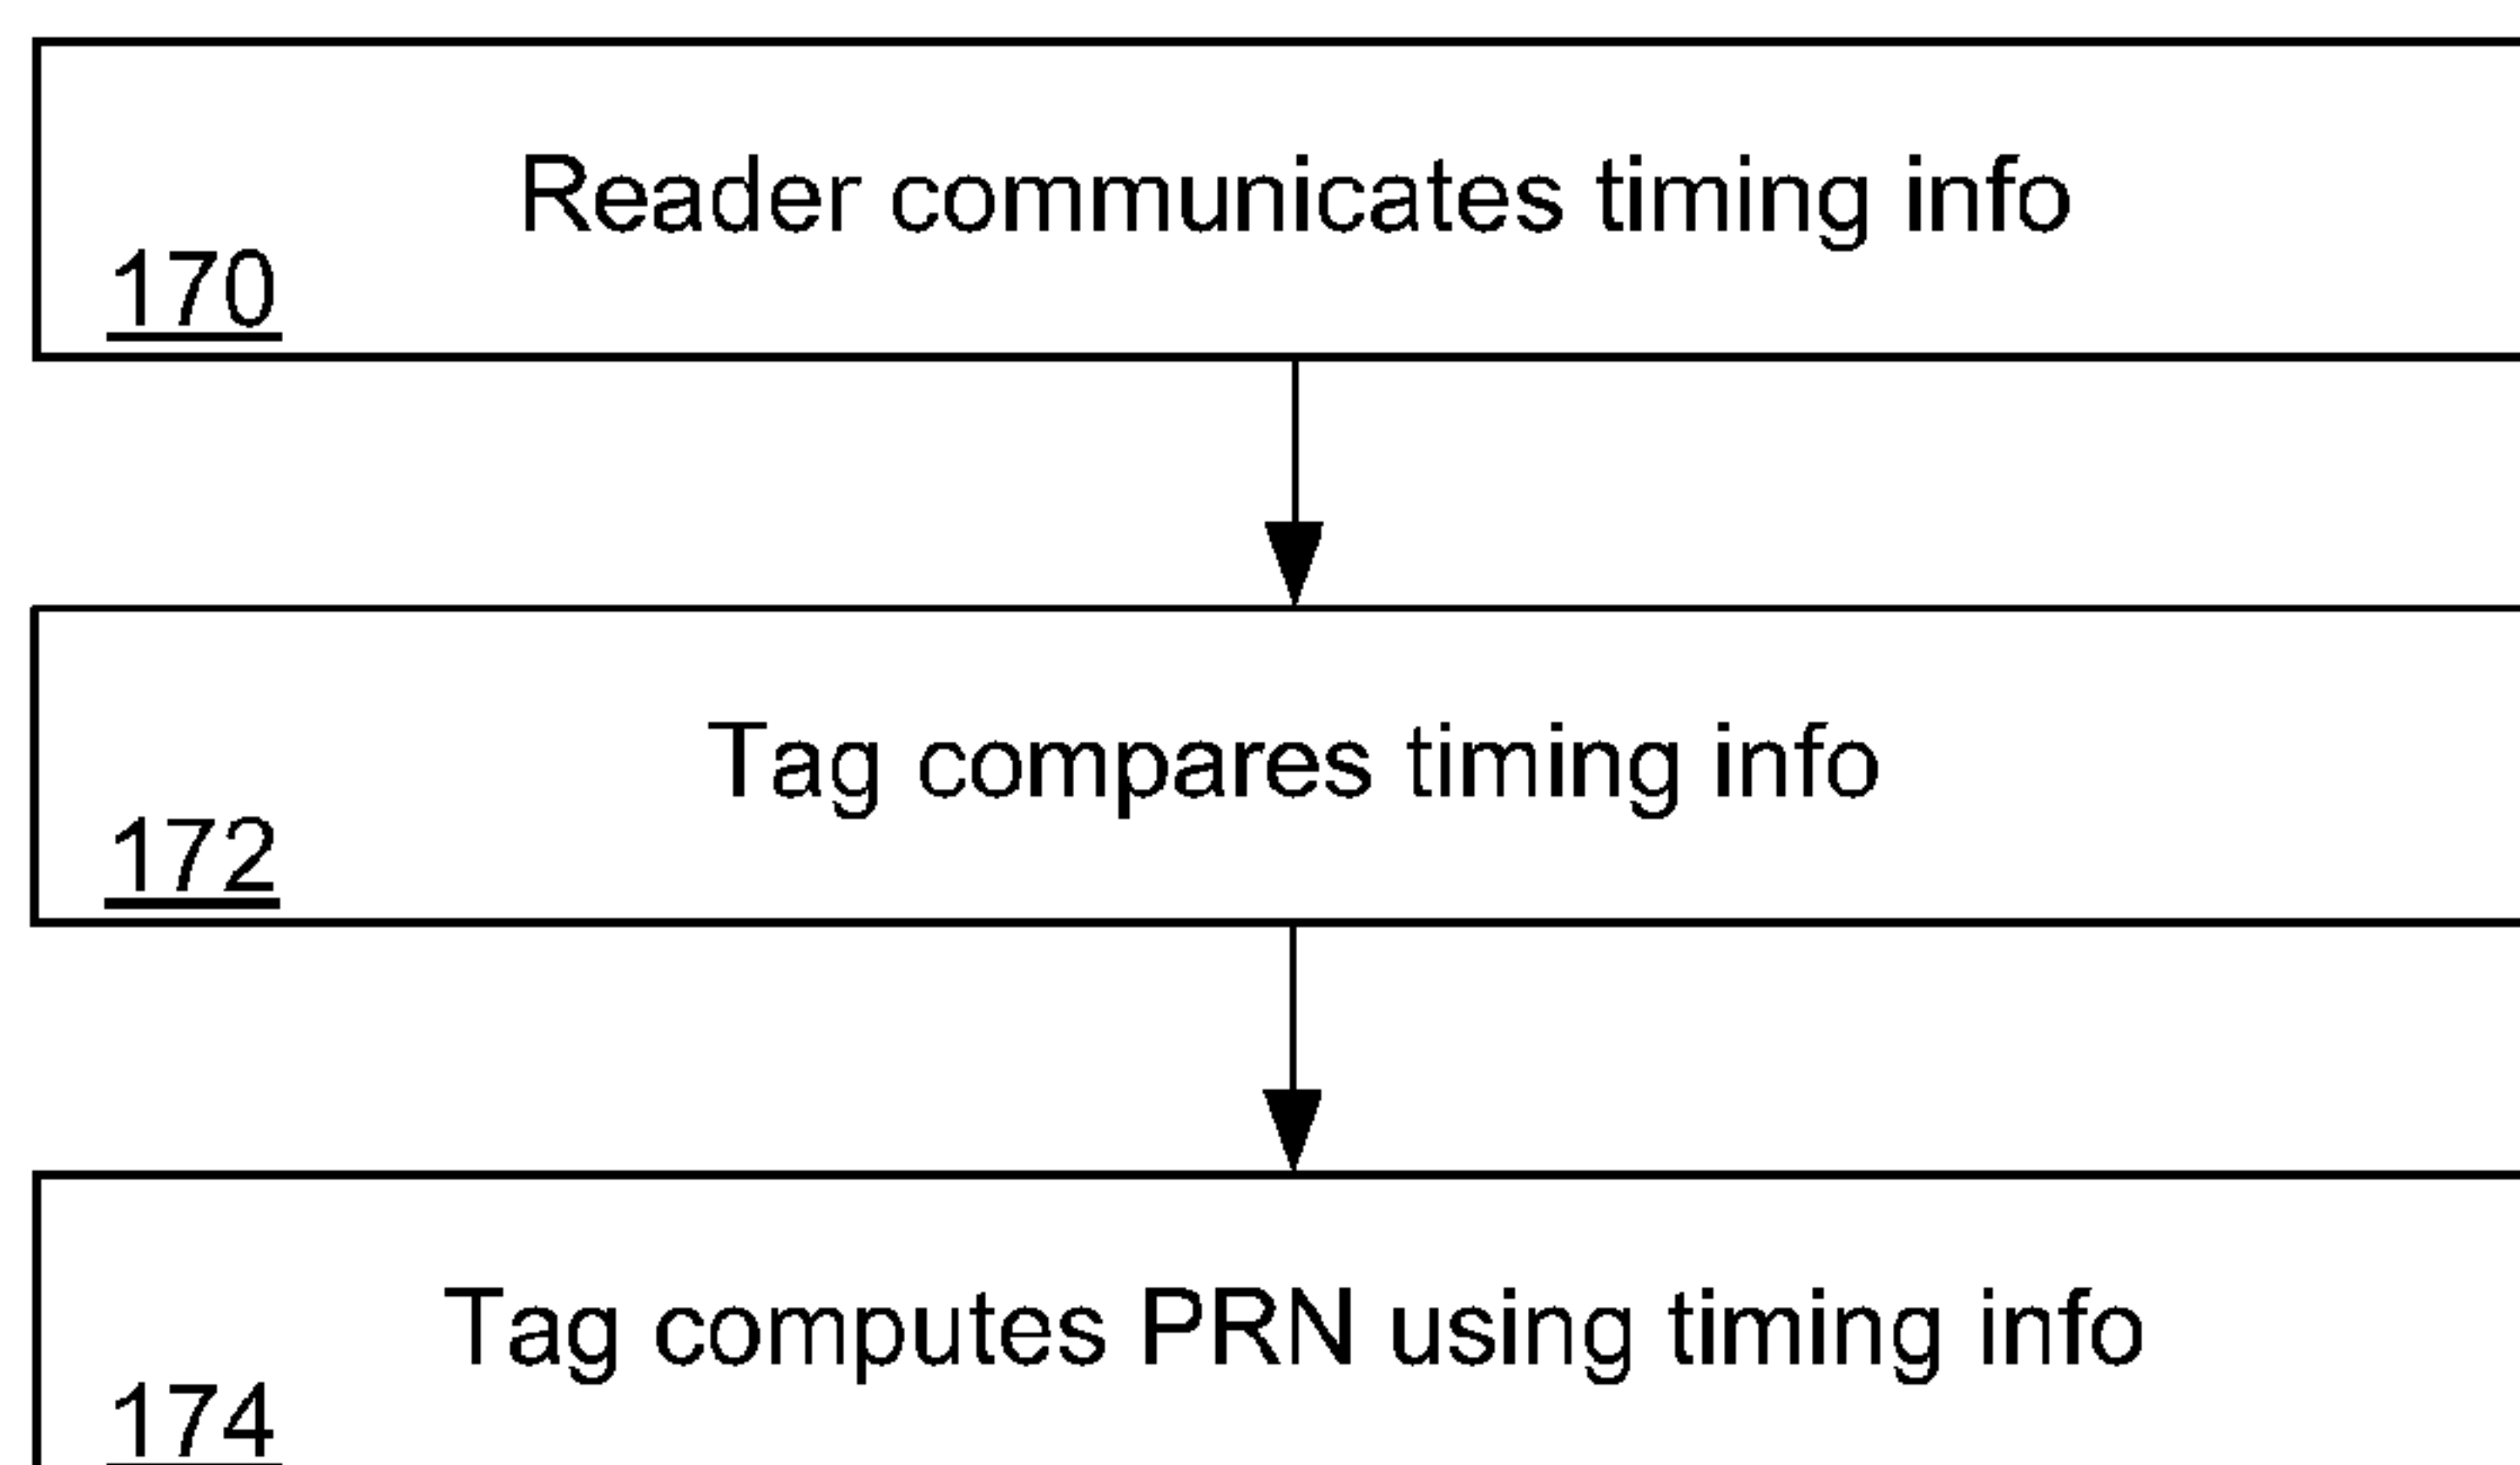 Reader communicates timing info
170
Tag compares timing info
172
Tag computes PRN using timing info
174